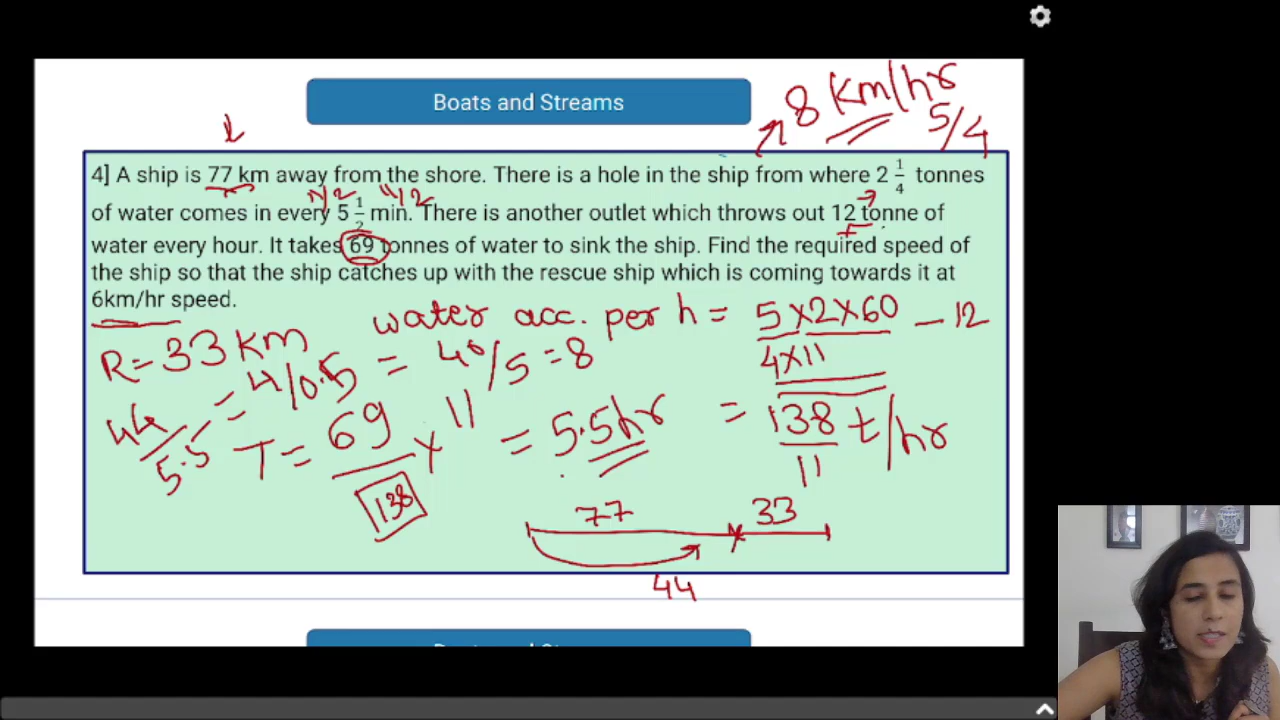 Boats and Streams
8 km/hr
5/4
4] A ship is 77 km away from the shore. There is a hole in the ship from where 2 1/4 tonnes
11/2 11/2
of water comes in every 5 1/2 min. There is another outlet which throws out 12 tonne of
water every hour. It takes 69 tonnes of water to sink the ship. Find the required speed of
the ship so that the ship catches up with the rescue ship which is coming towards it at
6km/hr speed.
R = 33 km
water acc. per h = 5×2×60/4×11 - 12
44/5.5 = 4/0.5 = 40/5 = 8
T = 69/138 × 11 = 5.5hr
= 138/11 t/hr
77 33
44